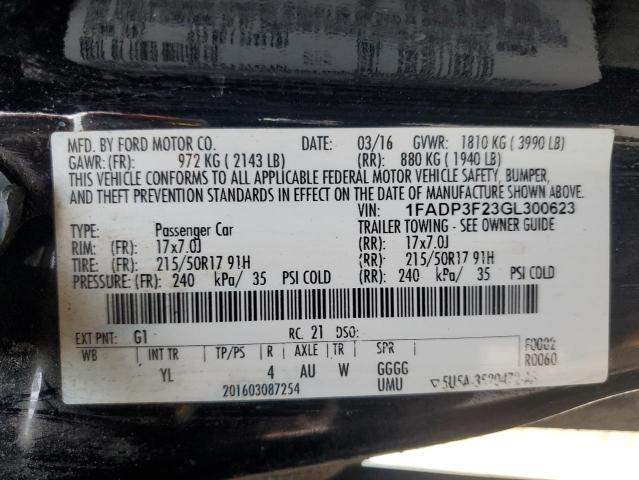 MFD. BY FORD MOTOR CO. DATE: 03/16 GVWR: 1810 KG ( 3990 LB)
GAWR: (FR): 972 KG ( 2143 LB) (RR): 880 KG ( 1940 LB)
THIS VEHICLE CONFORMS TO ALL APPLICABLE FEDERAL MOTOR VEHICLE SAFETY, BUMPER,
AND THEFT PREVENTION STANDARDS IN EFFECT ON THE DATE OF MANUFACTURE SHOWN ABOVE.
VIN: 1FADP3F23GL300623
TYPE: Passenger Car TRAILER TOWING - SEE OWNER GUIDE
RIM: (FR): 17x7.0J (RR): 17x7.0J
TIRE: (FR): 215/50R17 91H (RR): 215/50R17 91H
PRESSURE: (FR): 240 kPa/ 35 PSI COLD (RR): 240 kPa/ 35 PSI COLD
EXT PNT: G1 RC: 21 DSO: F0002
WB INT TR TP/PS R AXLE TR SPR R0060
YL 4 AU W GGGG
201603087254 UMU